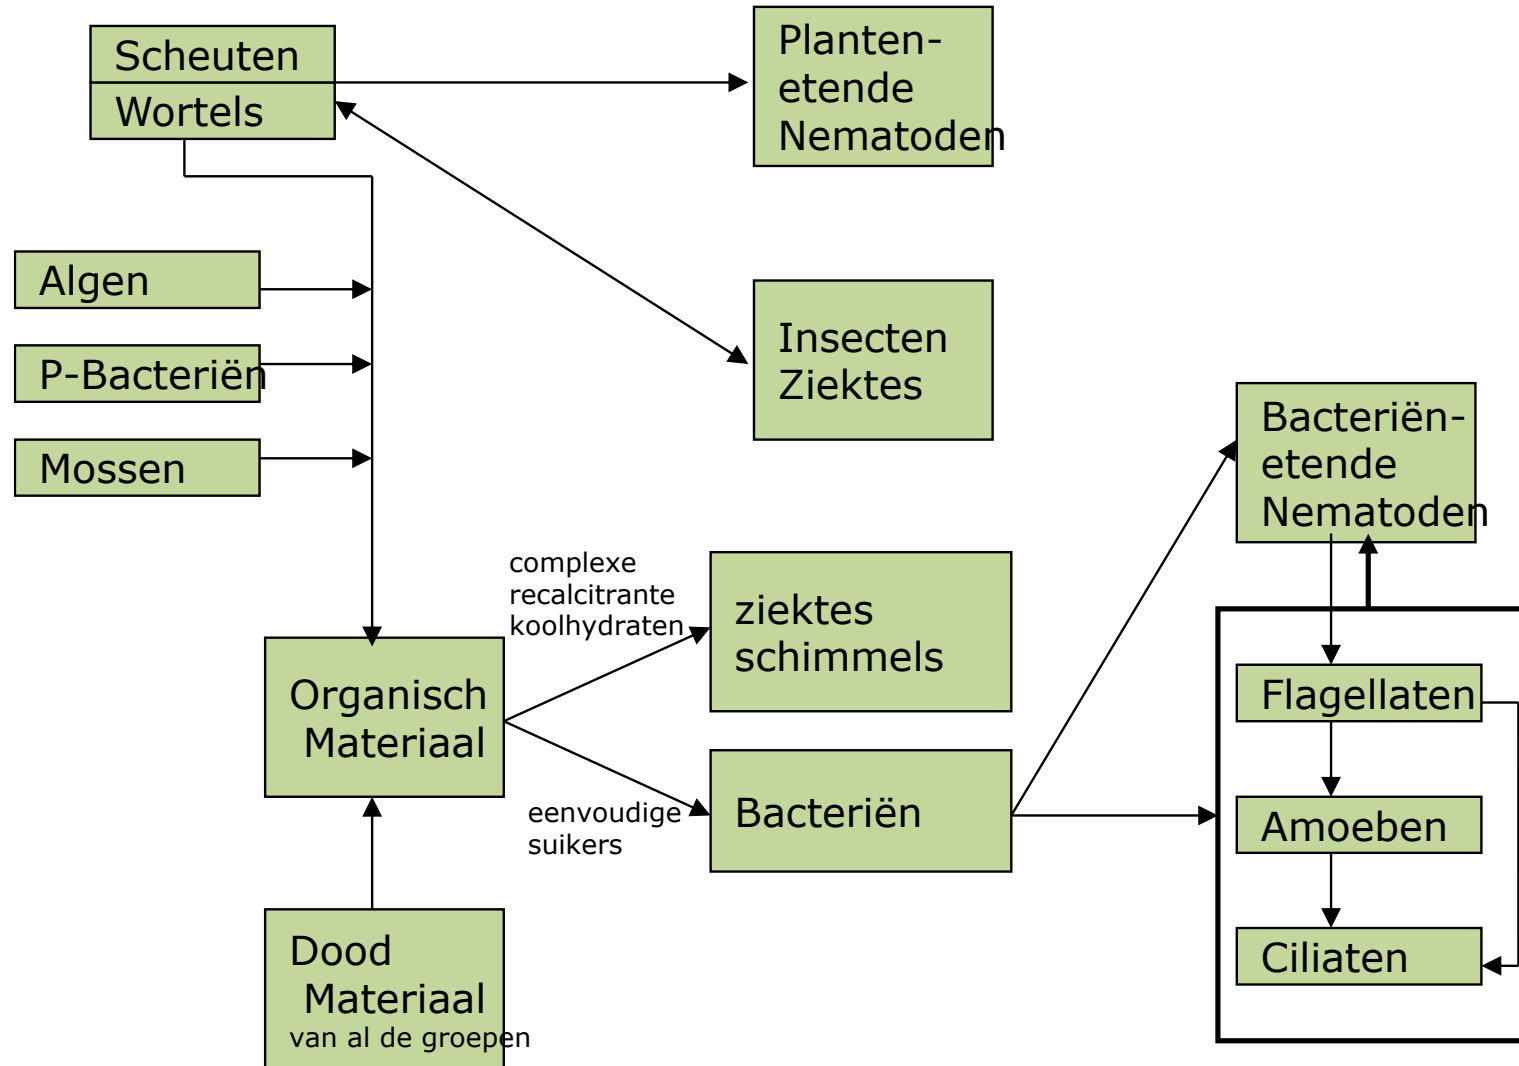 Scheuten
Wortels
Planten-
etende
Nematoden
Algen
P-Bacteriën
Mossen
Insecten
Ziektes
Bacteriën-
etende
Nematoden
complexe
recalcitrante
koolhydraten
ziektes
schimmels
Organisch
Materiaal
eenvoudige
suikers
Bacteriën
Flagellaten
Amoeben
Ciliaten
Dood
Materiaal
van al de groepen